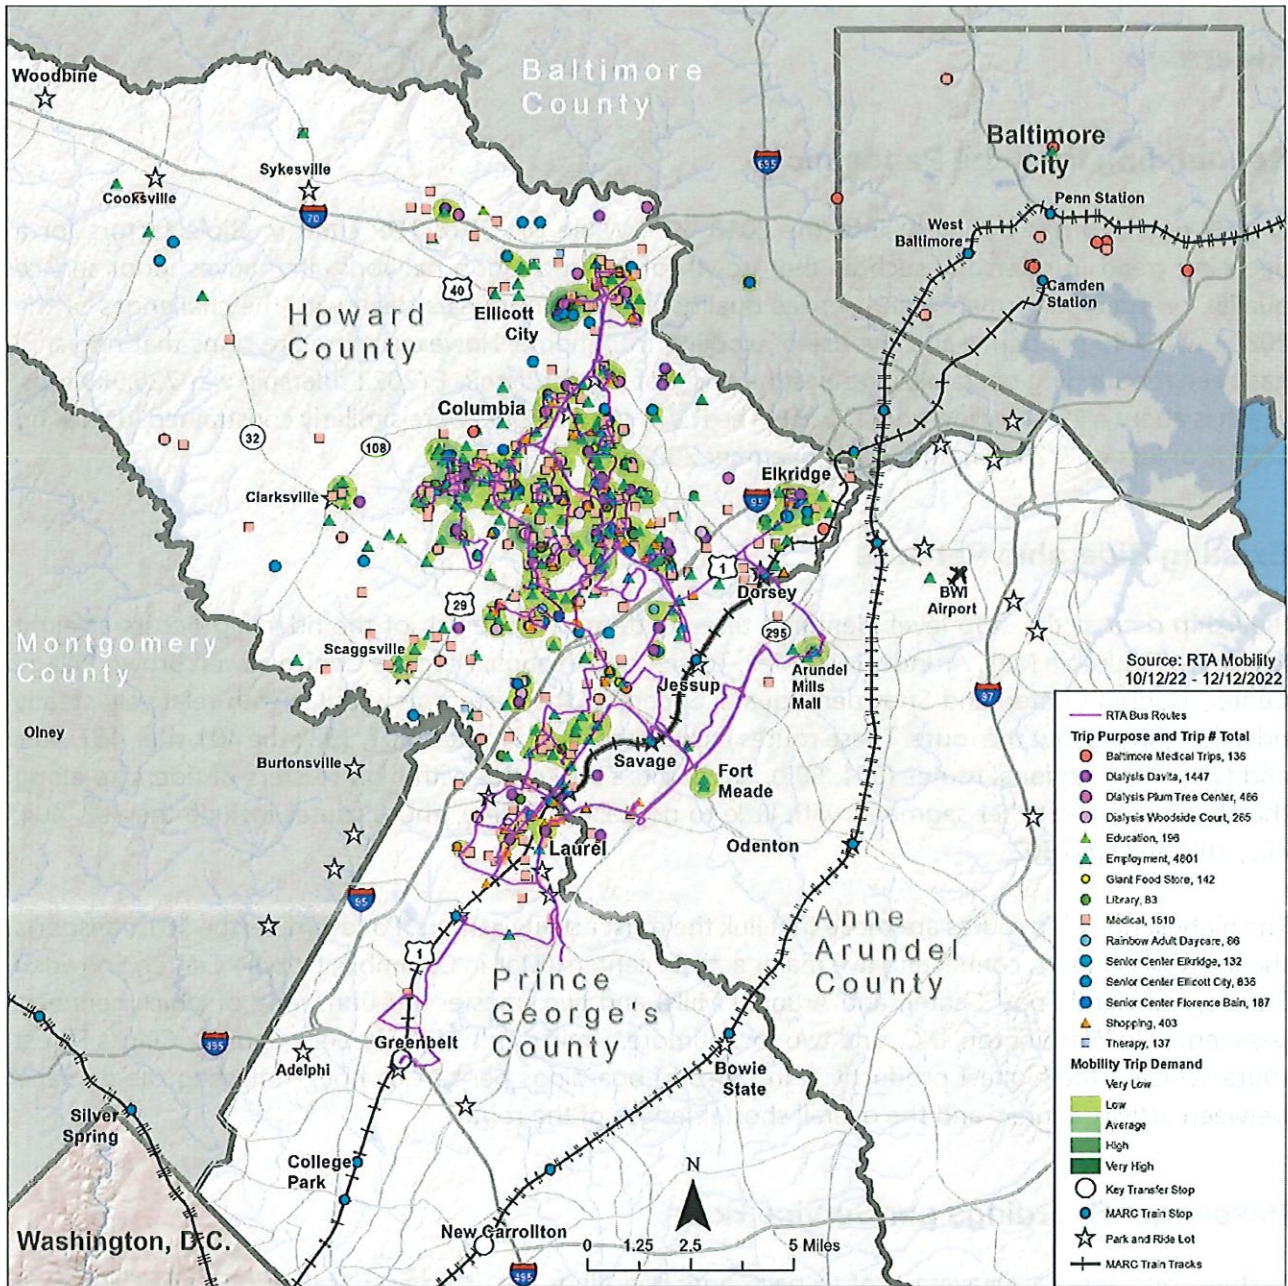 Woodbine
Baltimore
County
Sykesville
Cooksville
70
695
Baltimore
City
Penn Station
West
Baltimore
Camden
Station
40
Ellicott
City
Howard
County
Columbia
32
108
Clarksville
Elkridge
95
1
Dorsey
BWI
Airport
29
295
Montgomery
County
Scaggsville
Arundel
Mills
Mall
Jessup
97
Olney
Burtonsville
Savage
Fort
Meade
Laurel
Odenton
95
1
Anne
Arundel
County
Prince
George's
County
495
Greenbelt
Adelphi
Bowie
State
Silver
Spring
College
Park
Washington, D.C.
New Carrollton
495
N
0 1.25 2.5 5 Miles
Source: RTA Mobility
10/12/22 - 12/12/2022
RTA Bus Routes
Trip Purpose and Trip # Total
Baltimore Medical Trips, 136
Dialysis Davita, 1447
Dialysis Plum Tree Center, 486
Dialysis Woodside Court, 265
Education, 196
Employment, 4801
Giant Food Store, 142
Library, 83
Medical, 1510
Rainbow Adult Daycare, 86
Senior Center Elkridge, 132
Senior Center Ellicott City, 836
Senior Center Florence Bain, 187
Shopping, 403
Therapy, 137
Mobility Trip Demand
Very Low
Low
Average
High
Very High
Key Transfer Stop
MARC Train Stop
Park and Ride Lot
MARC Train Tracks